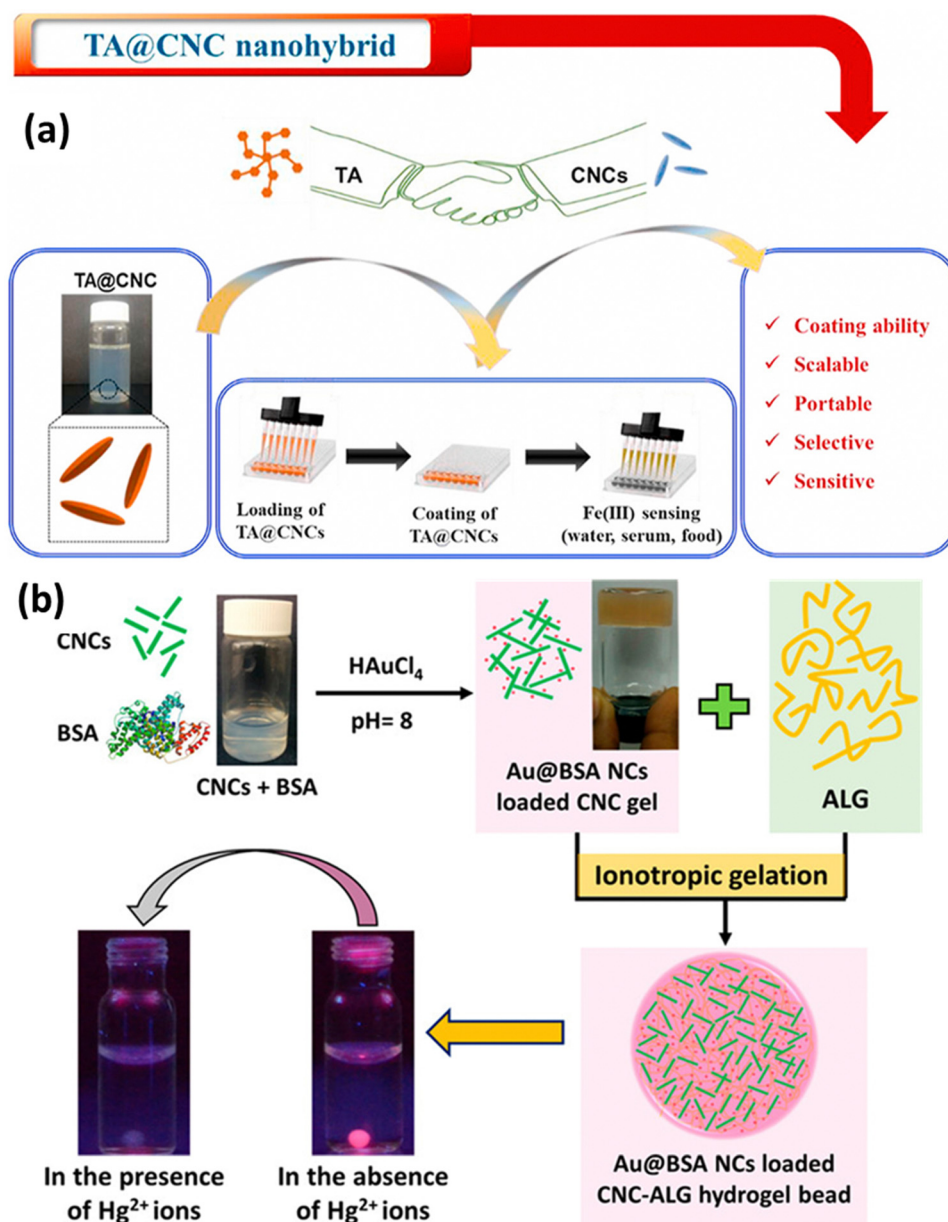 TA@CNC nanohybrid
(a)
TA
CNCs
TA@CNC
Loading of
TA@CNCs
Coating of
TA@CNCs
Fe(III) sensing
(water, serum, food)
✓ Coating ability
✓ Scalable
✓ Portable
✓ Selective
✓ Sensitive
(b)
CNCs
BSA
CNCs + BSA
HAuCl₄
pH= 8
Au@BSA NCs
loaded CNC gel
ALG
Ionotropic gelation
In the presence
of Hg²⁺ ions
In the absence
of Hg²⁺ ions
Au@BSA NCs loaded
CNC-ALG hydrogel bead